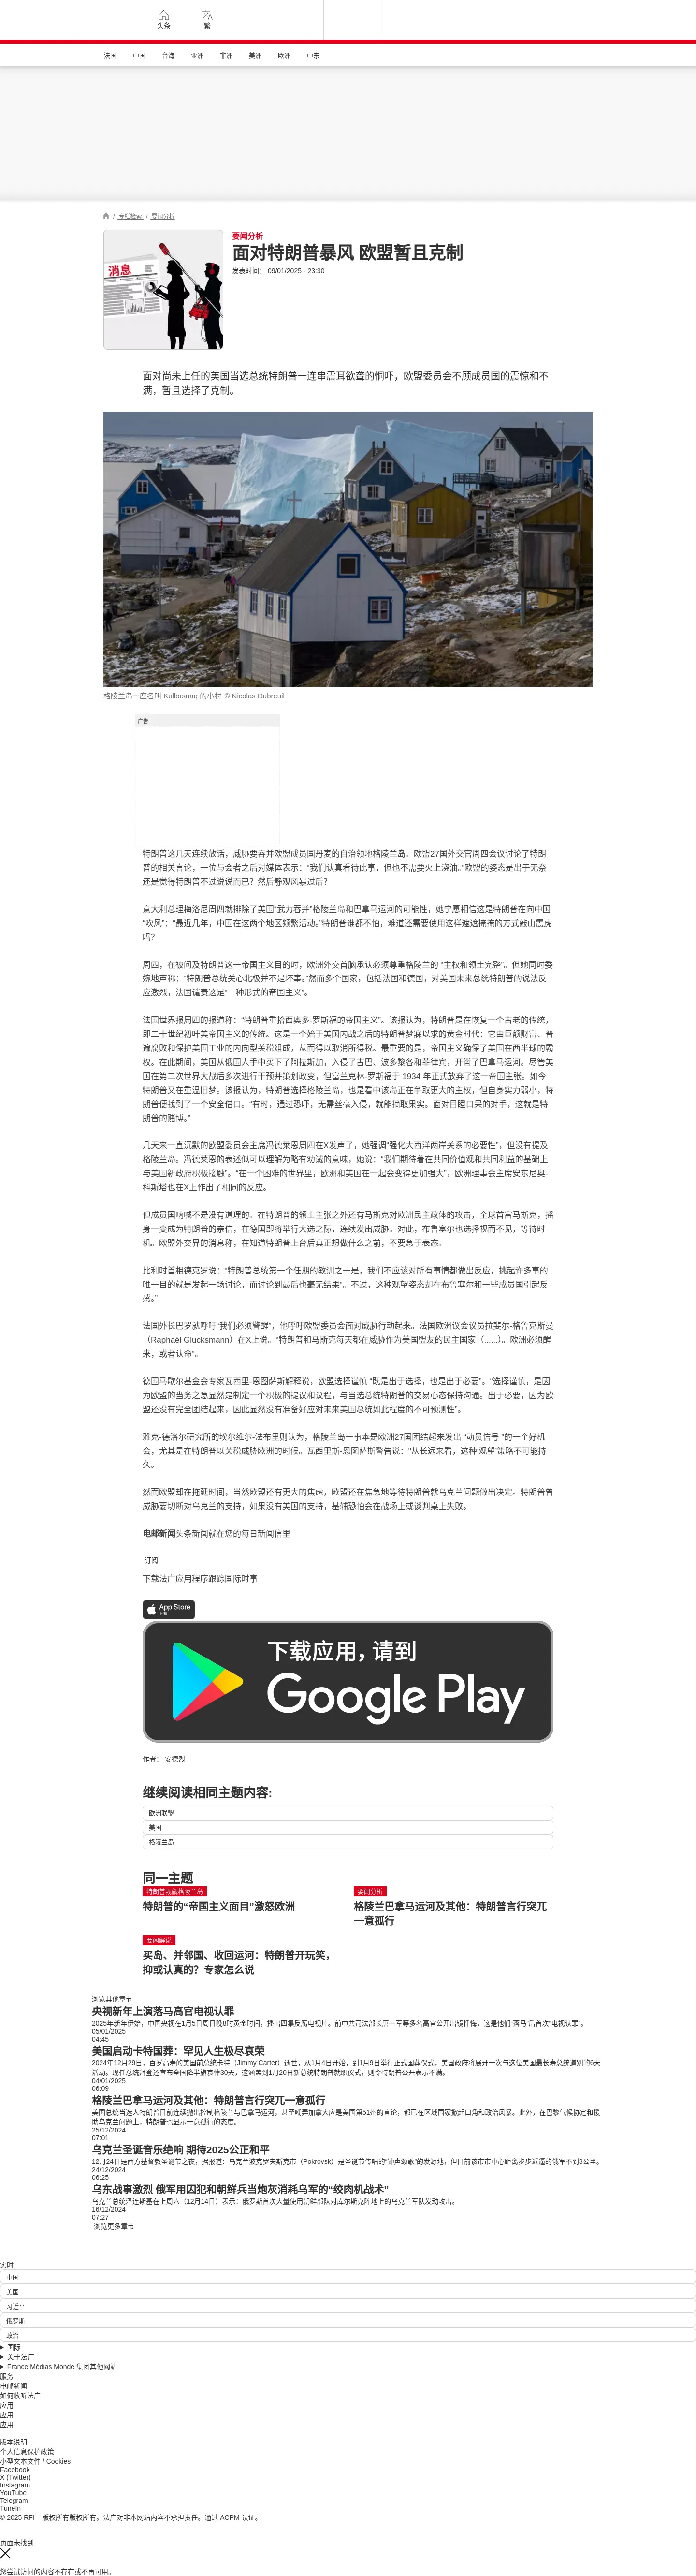 头条
繁
法国 中国 台海 亚洲 非洲 美洲 欧洲 中东
/ 专栏检索 / 要闻分析
消息
要闻分析
面对特朗普暴风 欧盟暂且克制
发表时间： 09/01/2025 - 23:30
面对尚未上任的美国当选总统特朗普一连串震耳欲聋的恫吓，欧盟委员会不顾成员国的震惊和不
满，暂且选择了克制。
格陵兰岛一座名叫 Kullorsuaq 的小村 © Nicolas Dubreuil
广告
特朗普这几天连续放话，威胁要吞并欧盟成员国丹麦的自治领地格陵兰岛。欧盟27国外交官周四会议讨论了特朗
普的相关言论，一位与会者之后对媒体表示：“我们认真看待此事，但也不需要火上浇油。”欧盟的姿态是出于无奈
还是觉得特朗普不过说说而已？然后静观风暴过后？
意大利总理梅洛尼周四就排除了美国“武力吞并”格陵兰岛和巴拿马运河的可能性，她宁愿相信这是特朗普在向中国
“吹风”：“最近几年，中国在这两个地区频繁活动。”特朗普谁都不怕，难道还需要使用这样遮遮掩掩的方式敲山震虎
吗？
周四，在被问及特朗普这一帝国主义目的时，欧洲外交首脑承认必须尊重格陵兰的 “主权和领土完整”。但她同时委
婉地声称：“特朗普总统关心北极并不是坏事。”然而多个国家，包括法国和德国，对美国未来总统特朗普的说法反
应激烈，法国谴责这是“一种形式的帝国主义”。
法国世界报周四的报道称：“特朗普重拾西奥多-罗斯福的帝国主义”。该报认为，特朗普是在恢复一个古老的传统，
即二十世纪初叶美帝国主义的传统。这是一个始于美国内战之后的特朗普梦寐以求的黄金时代：它由巨额财富、普
遍腐败和保护美国工业的内向型关税组成，从而得以取消所得税。最重要的是，帝国主义确保了美国在西半球的霸
权。在此期间，美国从俄国人手中买下了阿拉斯加，入侵了古巴、波多黎各和菲律宾，开凿了巴拿马运河。尽管美
国在第二次世界大战后多次进行干预并策划政变，但富兰克林-罗斯福于 1934 年正式放弃了这一帝国主张。如今
特朗普又在重温旧梦。该报认为，特朗普选择格陵兰岛，也是看中该岛正在争取更大的主权，但自身实力弱小，特
朗普便找到了一个安全借口。“有时，通过恐吓，无需丝毫入侵，就能摘取果实。面对目瞪口呆的对手，这就是特
朗普的赌博。”
几天来一直沉默的欧盟委员会主席冯德莱恩周四在X发声了，她强调“强化大西洋两岸关系的必要性”，但没有提及
格陵兰岛。冯德莱恩的表述似可以理解为略有劝诫的意味，她说：“我们期待着在共同价值观和共同利益的基础上
与美国新政府积极接触”。“在一个困难的世界里，欧洲和美国在一起会变得更加强大”，欧洲理事会主席安东尼奥-
科斯塔也在X上作出了相同的反应。
但成员国呐喊不是没有道理的。在特朗普的领土主张之外还有马斯克对欧洲民主政体的攻击，全球首富马斯克，摇
身一变成为特朗普的亲信，在德国即将举行大选之际，连续发出威胁。对此，布鲁塞尔也选择视而不见，等待时
机。欧盟外交界的消息称，在知道特朗普上台后真正想做什么之前，不要急于表态。
比利时首相德克罗说：“特朗普总统第一个任期的教训之一是，我们不应该对所有事情都做出反应，挑起许多事的
唯一目的就是发起一场讨论，而讨论到最后也毫无结果”。不过，这种观望姿态却在布鲁塞尔和一些成员国引起反
感。”
法国外长巴罗就呼吁“我们必须警醒”，他呼吁欧盟委员会面对威胁行动起来。法国欧洲议会议员拉斐尔-格鲁克斯曼
（Raphaël Glucksmann）在X上说。“特朗普和马斯克每天都在威胁作为美国盟友的民主国家（......）。欧洲必须醒
来，或者认命”。
德国马歇尔基金会专家瓦西里-恩图萨斯解释说，欧盟选择谨慎 “既是出于选择，也是出于必要”。“选择谨慎，是因
为欧盟的当务之急显然是制定一个积极的提议和议程，与当选总统特朗普的交易心态保持沟通。出于必要，因为欧
盟还没有完全团结起来，因此显然没有准备好应对未来美国总统如此程度的不可预测性”。
雅克-德洛尔研究所的埃尔维尔-法布里则认为，格陵兰岛一事本是欧洲27国团结起来发出 “动员信号 ”的一个好机
会，尤其是在特朗普以关税威胁欧洲的时候。瓦西里斯-恩图萨斯警告说：“从长远来看，这种‘观望’策略不可能持
久。
然而欧盟却在拖延时间，当然欧盟还有更大的焦虑，欧盟还在焦急地等待特朗普就乌克兰问题做出决定。特朗普曾
威胁要切断对乌克兰的支持，如果没有美国的支持，基辅恐怕会在战场上或谈判桌上失败。
电邮新闻头条新闻就在您的每日新闻信里
订阅
下载法广应用程序跟踪国际时事
App Store
下载
下载应用，请到
Google Play
作者： 安德烈
继续阅读相同主题内容:
欧洲联盟
美国
格陵兰岛
同一主题
特朗普觊觎格陵兰岛
特朗普的“帝国主义面目”激怒欧洲
要闻分析
格陵兰巴拿马运河及其他：特朗普言行突兀
一意孤行
要闻解说
买岛、并邻国、收回运河：特朗普开玩笑，
抑或认真的？专家怎么说
浏览其他章节
央视新年上演落马高官电视认罪
2025年新年伊始，中国央视在1月5日周日晚8时黄金时间，播出四集反腐电视片。前中共司法部长唐一军等多名高官公开出镜忏悔，这是他们“落马”后首次“电视认罪”。
05/01/2025
04:45
美国启动卡特国葬：罕见人生极尽哀荣
2024年12月29日，百岁高寿的美国前总统卡特（Jimmy Carter）逝世，从1月4日开始，到1月9日举行正式国葬仪式，美国政府将展开一次与这位美国最长寿总统道别的6天
活动。现任总统拜登还宣布全国降半旗哀悼30天，这涵盖到1月20日新总统特朗普就职仪式，则令特朗普公开表示不满。
04/01/2025
06:09
格陵兰巴拿马运河及其他：特朗普言行突兀一意孤行
美国总统当选人特朗普日前连续抛出控制格陵兰与巴拿马运河，甚至嘲弄加拿大应是美国第51州的言论，都已在区域国家掀起口角和政治风暴。此外，在巴黎气候协定和援
助乌克兰问题上，特朗普也显示一意孤行的态度。
25/12/2024
07:01
乌克兰圣诞音乐绝响 期待2025公正和平
12月24日是西方基督教圣诞节之夜，据报道：乌克兰波克罗夫斯克市（Pokrovsk）是圣诞节传唱的“钟声颂歌”的发源地，但目前该市市中心距离步步近逼的俄军不到3公里。
24/12/2024
06:25
乌东战事激烈 俄军用囚犯和朝鲜兵当炮灰消耗乌军的“绞肉机战术”
乌克兰总统泽连斯基在上周六（12月14日）表示：俄罗斯首次大量使用朝鲜部队对库尔斯克阵地上的乌克兰军队发动攻击。
16/12/2024
07:27
浏览更多章节
实时
中国
美国
习近平
俄罗斯
政治
国际
关于法广
France Médias Monde 集团其他网站
服务
电邮新闻
如何收听法广
应用
应用
应用
版本说明
个人信息保护政策
小型文本文件 / Cookies
Facebook
X (Twitter)
Instagram
YouTube
Telegram
TuneIn
© 2025 RFI – 版权所有版权所有。法广对非本网站内容不承担责任。通过 ACPM 认证。
页面未找到
您尝试访问的内容不存在或不再可用。